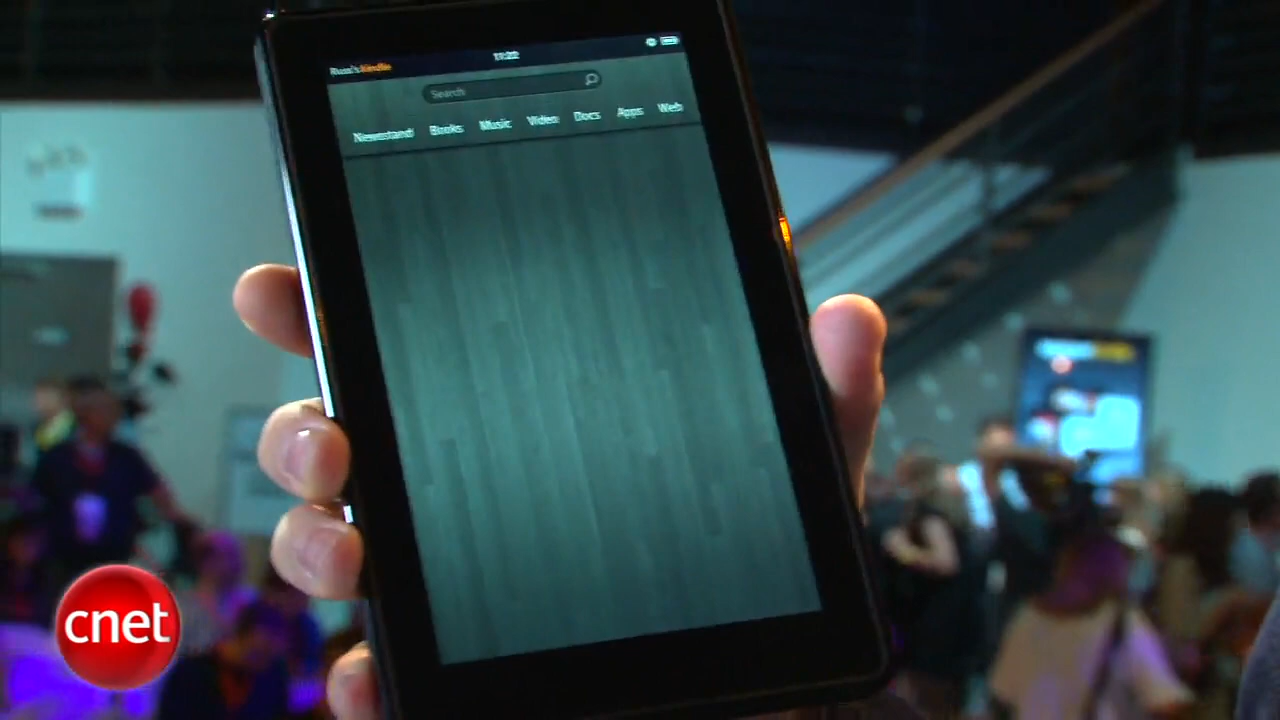 Russ's kindle
11:22
Search
Newsstand Books Music Video Docs Apps Web
cnet